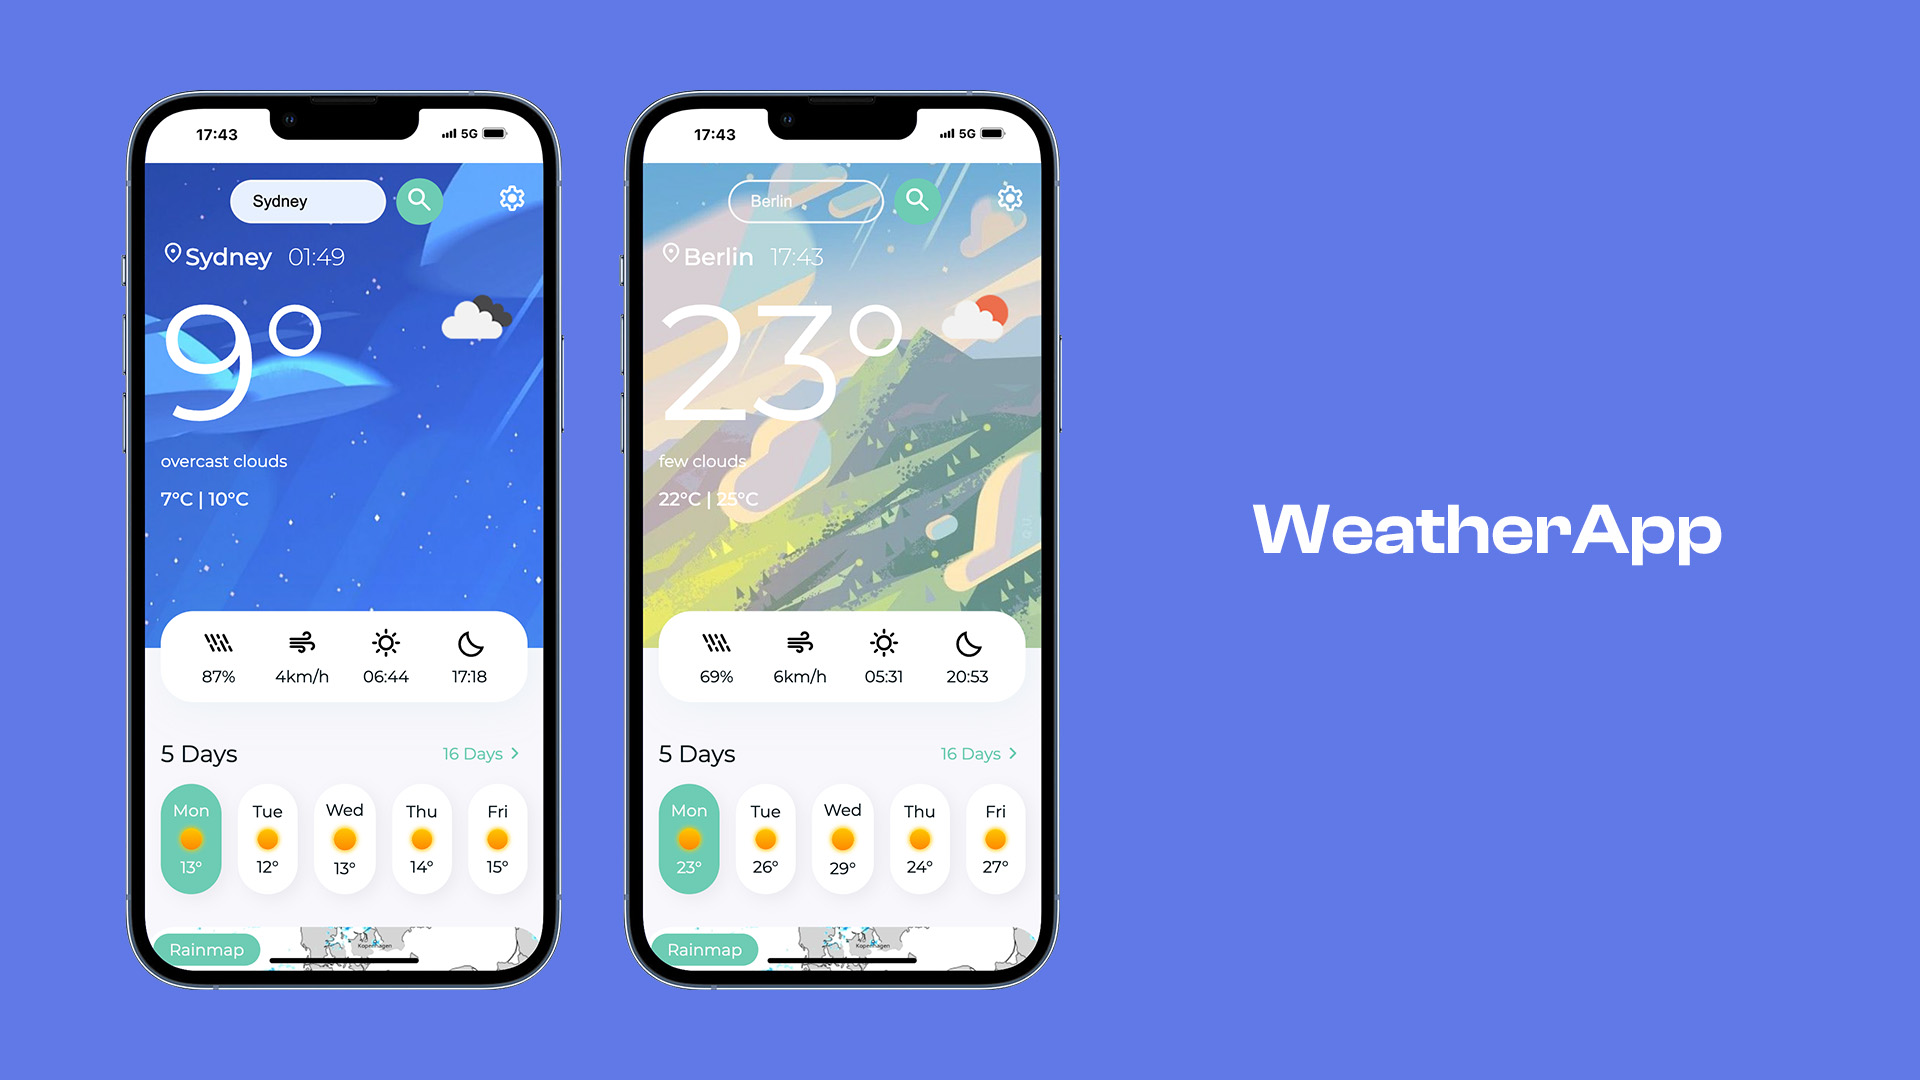 17:43
5G
Sydney
Sydney 01:49
9°
overcast clouds
7°C | 10°C
87% 4km/h 06:44 17:18
5 Days 16 Days >
Mon Tue Wed Thu Fri
13° 12° 13° 14° 15°
Rainmap
Kopenhagen
17:43
5G
Berlin
Berlin 17:43
23°
few clouds
22°C | 25°C
69% 6km/h 05:31 20:53
5 Days 16 Days >
Mon Tue Wed Thu Fri
23° 26° 29° 24° 27°
Rainmap
Kopenhagen
WeatherApp